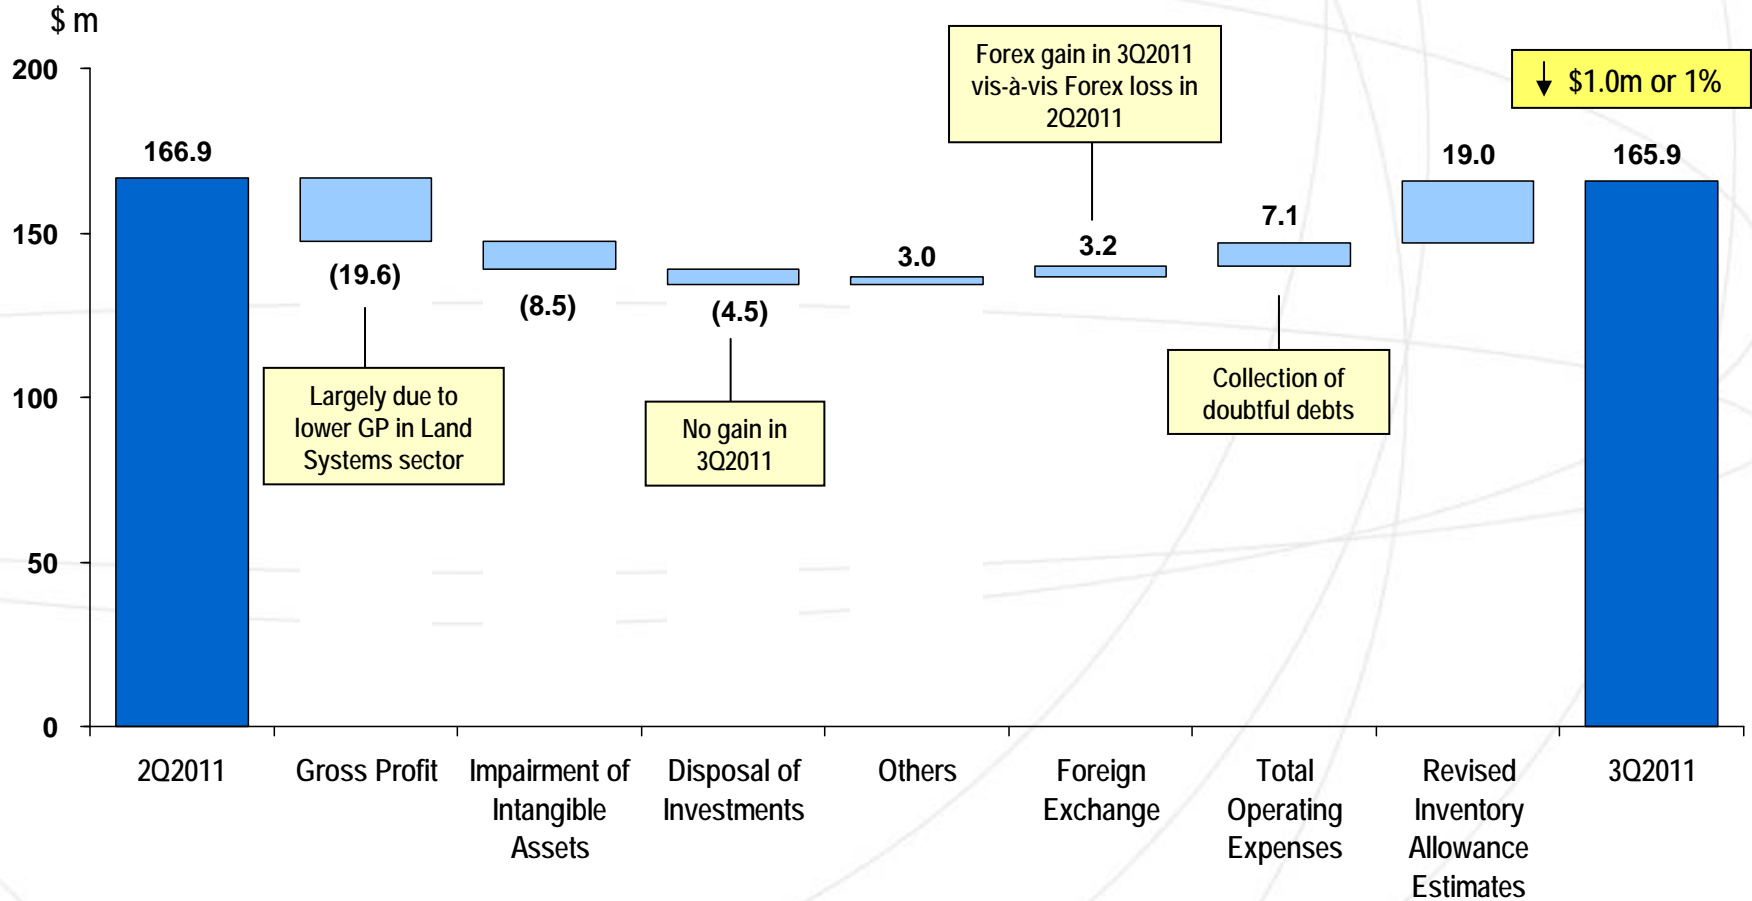 $ m
200
150
100
50
0
166.9
(19.6)
(8.5)
(4.5)
3.0
3.2
7.1
19.0
165.9
Forex gain in 3Q2011
vis-à-vis Forex loss in
2Q2011
↓ $1.0m or 1%
Largely due to
lower GP in Land
Systems sector
No gain in
3Q2011
Collection of
doubtful debts
2Q2011
Gross Profit
Impairment of
Intangible
Assets
Disposal of
Investments
Others
Foreign
Exchange
Total
Operating
Expenses
Revised
Inventory
Allowance
Estimates
3Q2011